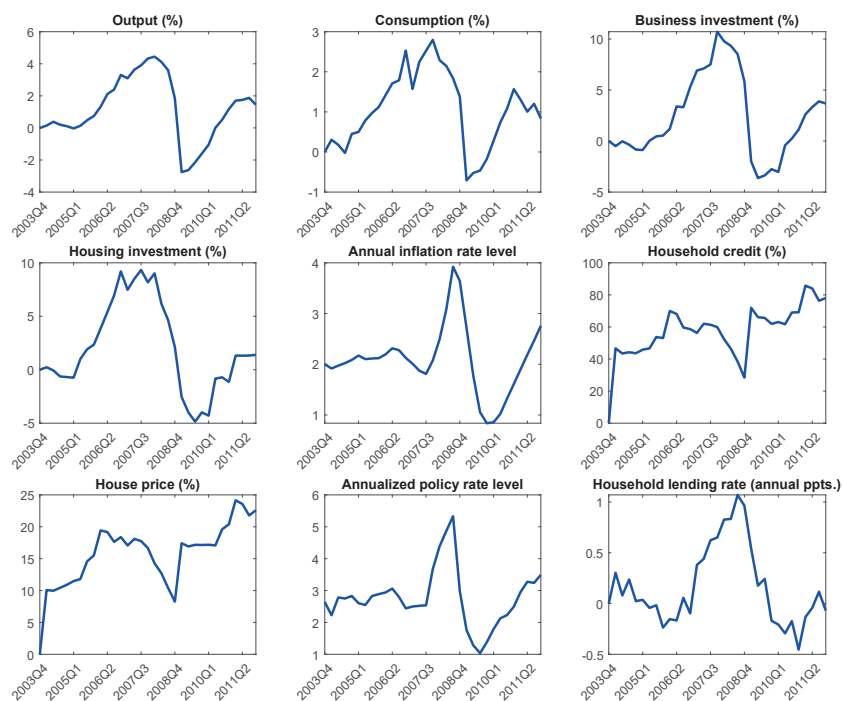 Output (%)
6
4
2
0
-2
-4
2003Q4
2005Q1
2006Q2
2007Q3
2008Q4
2010Q1
2011Q2
Consumption (%)
3
2
1
0
-1
2003Q4
2005Q1
2006Q2
2007Q3
2008Q4
2010Q1
2011Q2
Business investment (%)
10
5
0
-5
2003Q4
2005Q1
2006Q2
2007Q3
2008Q4
2010Q1
2011Q2
Housing investment (%)
10
5
0
-5
2003Q4
2005Q1
2006Q2
2007Q3
2008Q4
2010Q1
2011Q2
Annual inflation rate level
4
3
2
1
2003Q4
2005Q1
2006Q2
2007Q3
2008Q4
2010Q1
2011Q2
Household credit (%)
100
80
60
40
20
0
2003Q4
2005Q1
2006Q2
2007Q3
2008Q4
2010Q1
2011Q2
House price (%)
25
20
15
10
5
0
2003Q4
2005Q1
2006Q2
2007Q3
2008Q4
2010Q1
2011Q2
Annualized policy rate level
6
5
4
3
2
1
2003Q4
2005Q1
2006Q2
2007Q3
2008Q4
2010Q1
2011Q2
Household lending rate (annual ppts.)
1
0.5
0
-0.5
2003Q4
2005Q1
2006Q2
2007Q3
2008Q4
2010Q1
2011Q2